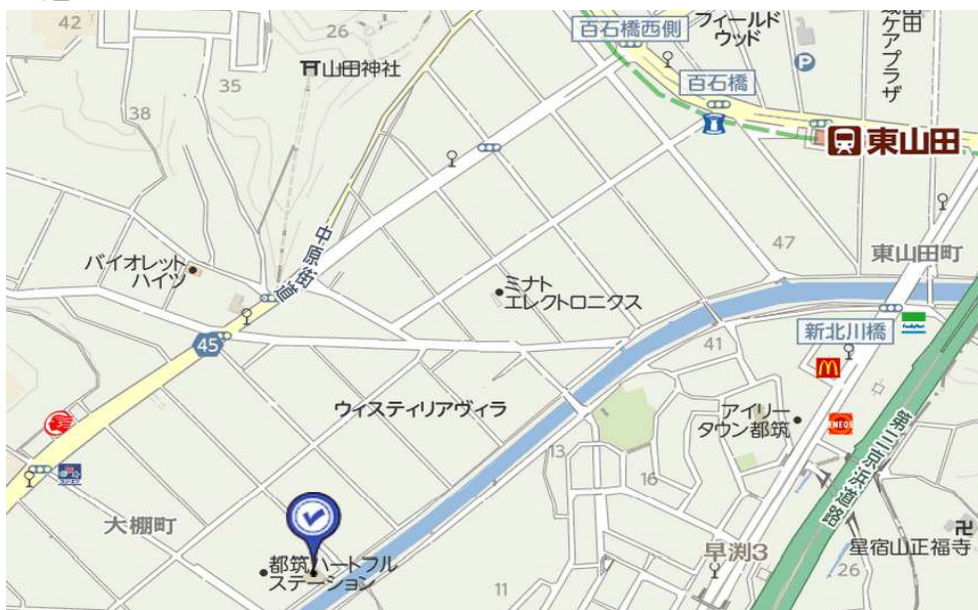 42
26
山田神社
35
38
百石橋西側
フィールド
ウッド
P
百石橋
ケアプラザ
東山田
中原街道
バイオレット
ハイツ
ミナト
エレクトロニクス
47
東山田町
新北川橋
FamilyMart
45
41
ウィスティリアヴィラ
アイリー
タウン都筑
ENEOS
第三京浜道路
13
16
大棚町
都筑ハートフル
ステーション
早渕3
11
星宿山正福寺
26